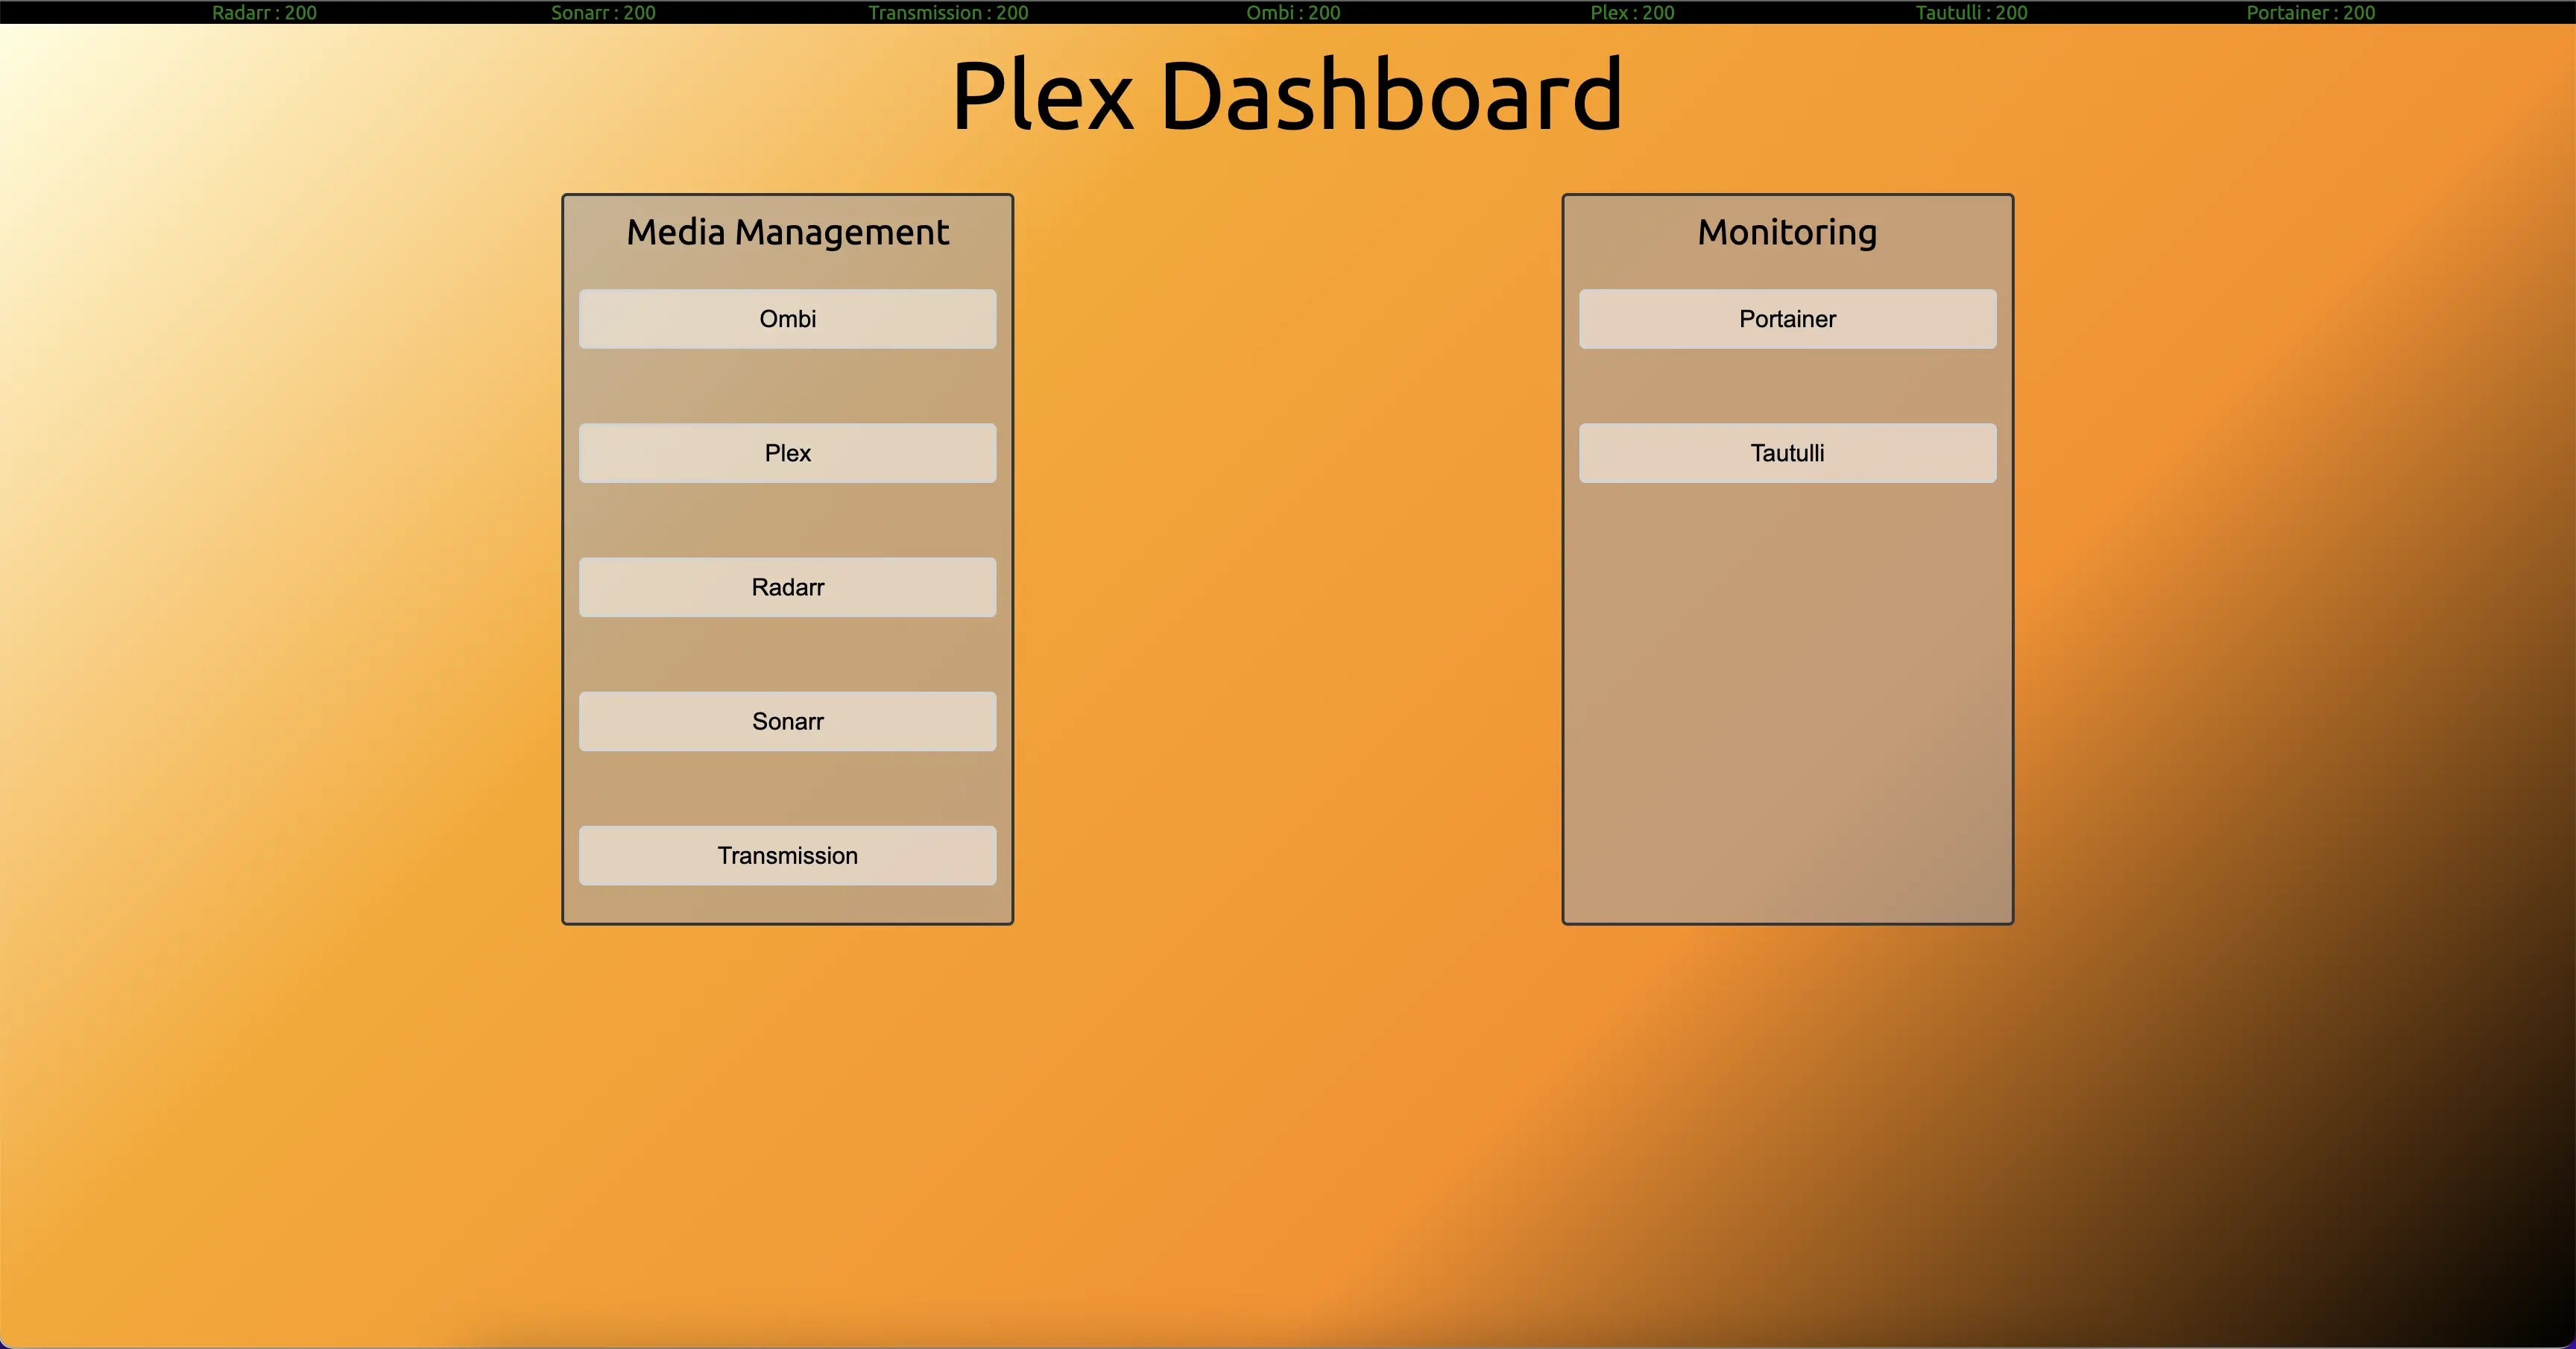 Radarr : 200 Sonarr : 200 Transmission : 200 Ombi : 200 Plex : 200 Tautulli : 200 Portainer : 200
Plex Dashboard
Media Management
Ombi
Plex
Radarr
Sonarr
Transmission
Monitoring
Portainer
Tautulli